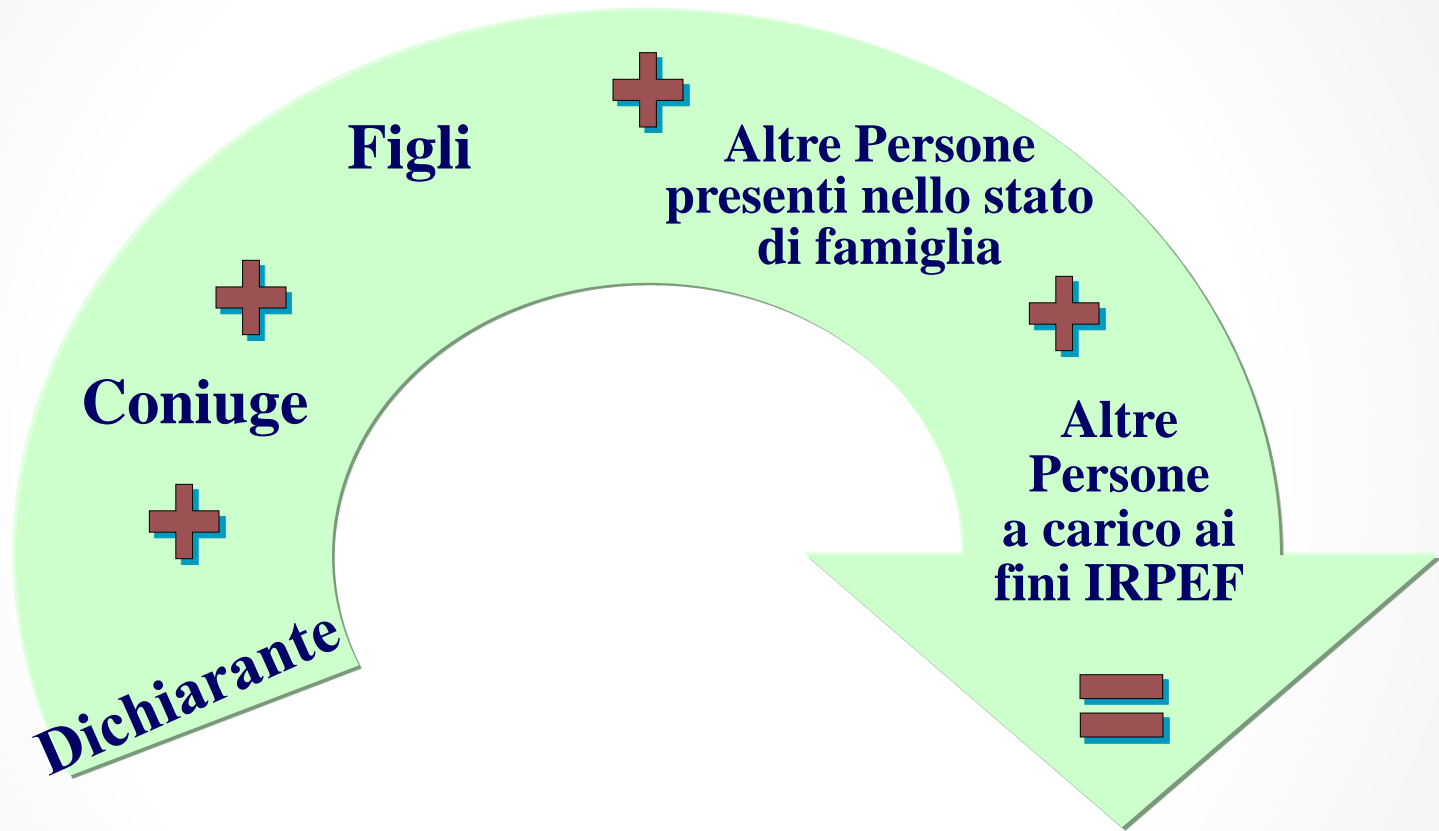 Dichiarante
Coniuge
Figli
Altre Persone
presenti nello stato
di famiglia
Altre
Persone
a carico ai
fini IRPEF